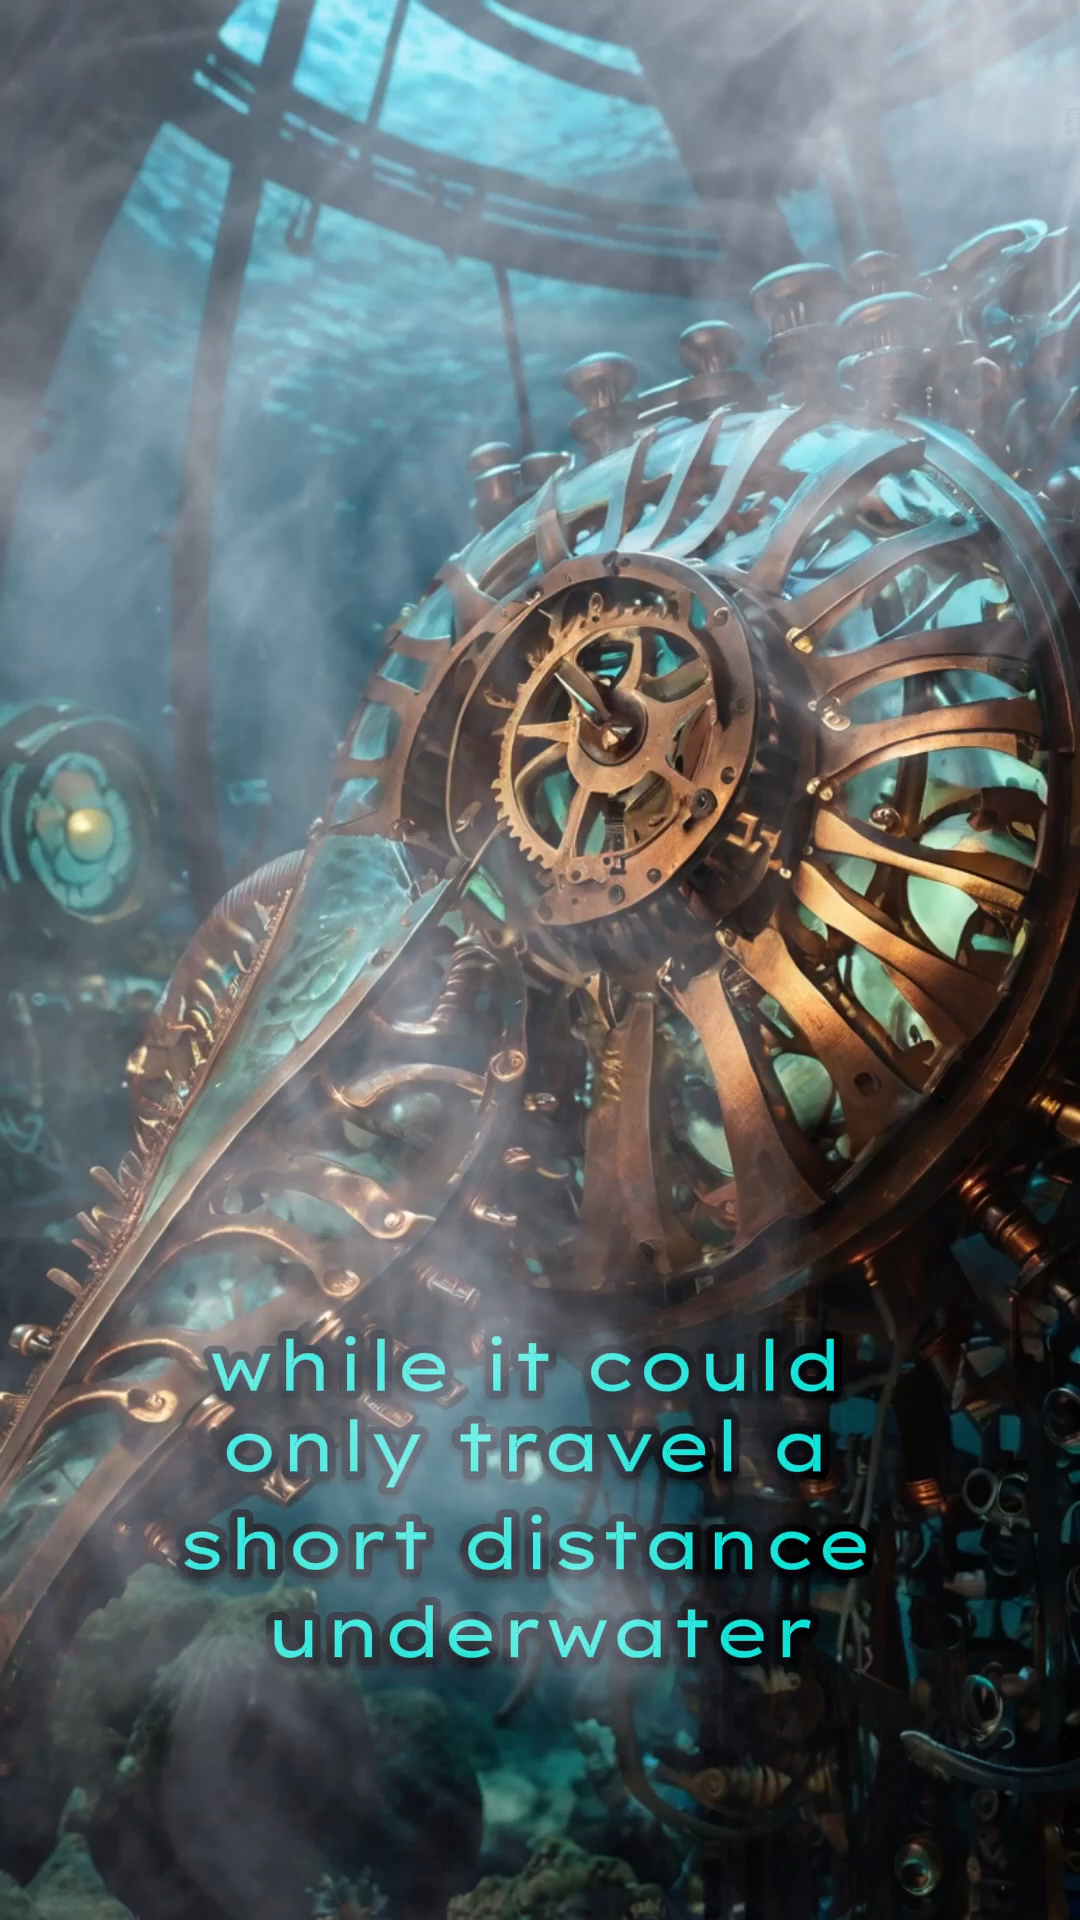 while it could
only travel a
short distance
underwater